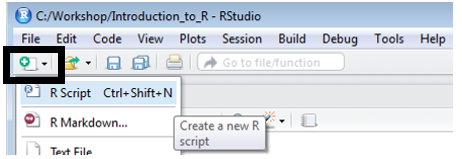 C:/Workshop/Introduction_to_R - RStudio
File Edit Code View Plots Session Build Debug Tools Help
Go to file/function
R Script Ctrl+Shift+N
R Markdown...
Create a new R
script
Text File